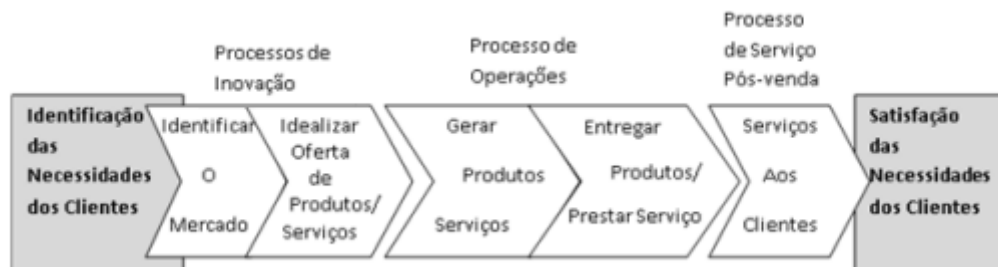 Processos de
Inovação
Processo de
Operações
Processo
de Serviço
Pós-venda
Identificação
das
Necessidades
dos Clientes
Identificar
O
Mercado
Idealizar
Oferta
de
Produtos/
Serviços
Gerar
Produtos
Serviços
Entregar
Produtos/
Prestar Serviço
Serviços
Aos
Clientes
Satisfação
das
Necessidades
dos Clientes